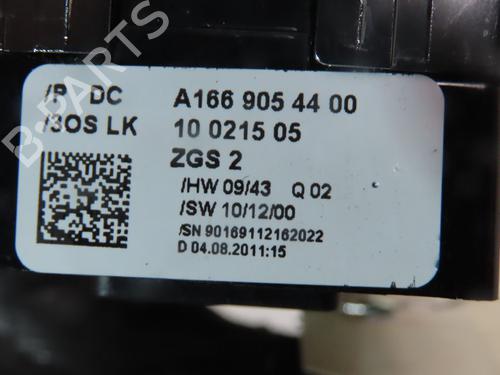 /B DC A166 905 44 00
/3OS LK 10 0215 05
ZGS 2
/HW 09/43 Q 02
/SW 10/12/00
/SN 90169112162022
D 04.08.2011:15
B-PARTS